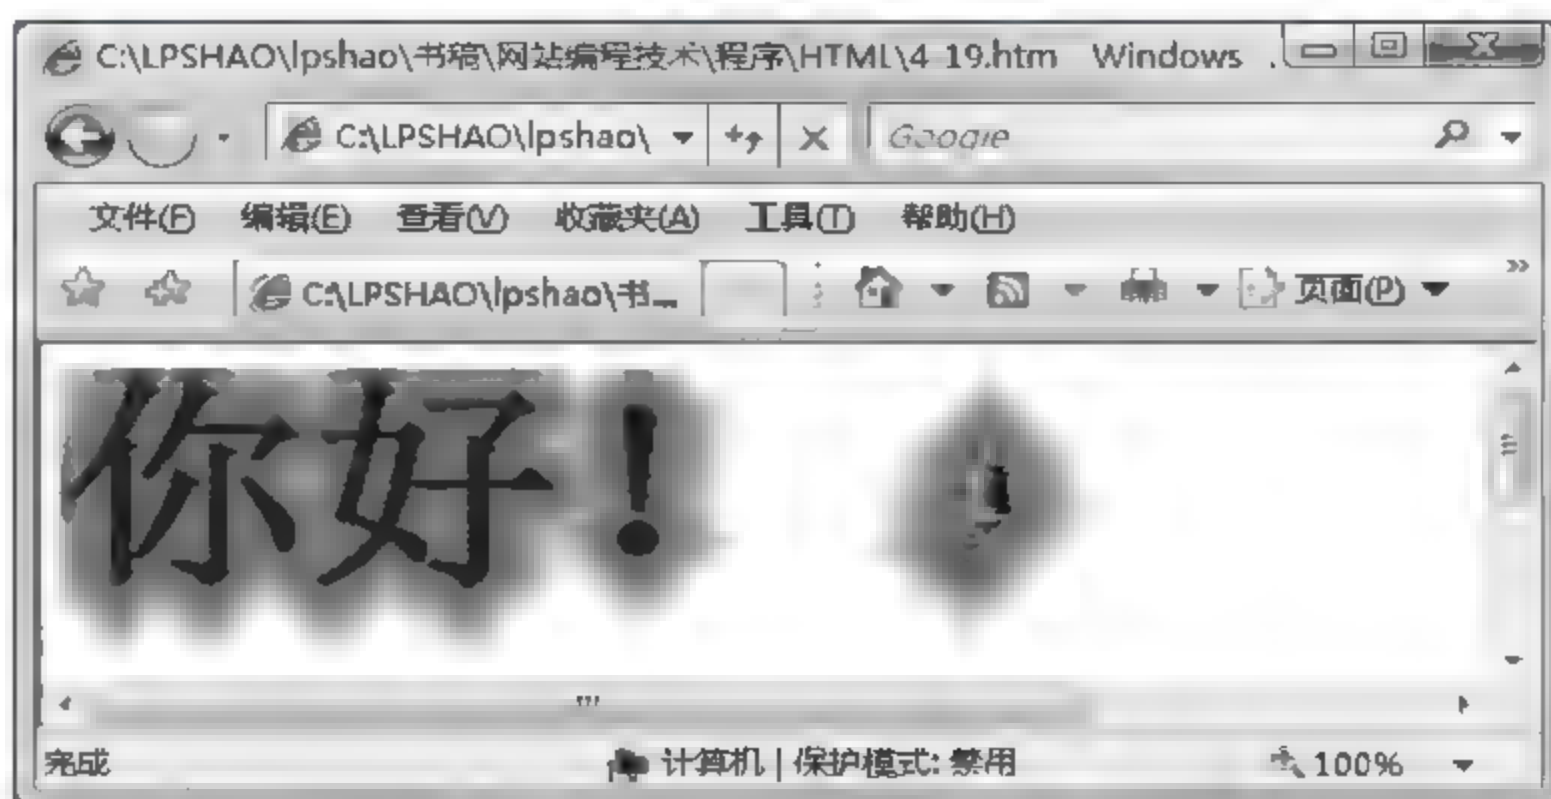 C:\LPSHAO\lpshao\书稿\网站编程技术\程序\HTML\4-19.htm Windows
C:\LPSHAO\lpshao\ Google
文件(F) 编辑(E) 查看(V) 收藏夹(A) 工具(T) 帮助(H)
C:\LPSHAO\lpshao\书... 页面(P) »
你好!
完成 计算机 | 保护模式: 禁用 100%